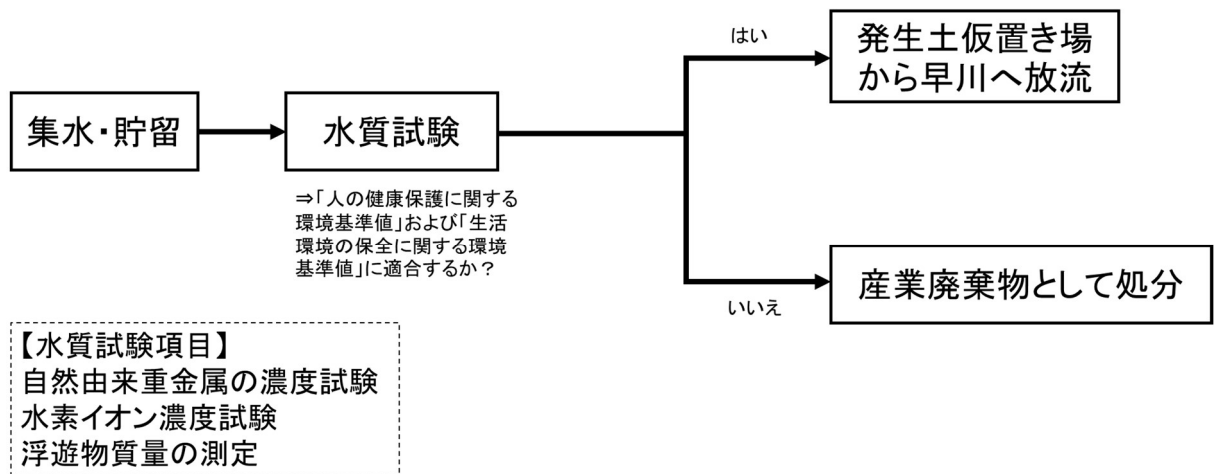 集水・貯留
水質試験
⇒「人の健康保護に関する
環境基準値」および「生活
環境の保全に関する環境
基準値」に適合するか？
はい
発生土仮置き場
から早川へ放流
いいえ
産業廃棄物として処分
【水質試験項目】
自然由来重金属の濃度試験
水素イオン濃度試験
浮遊物質量の測定